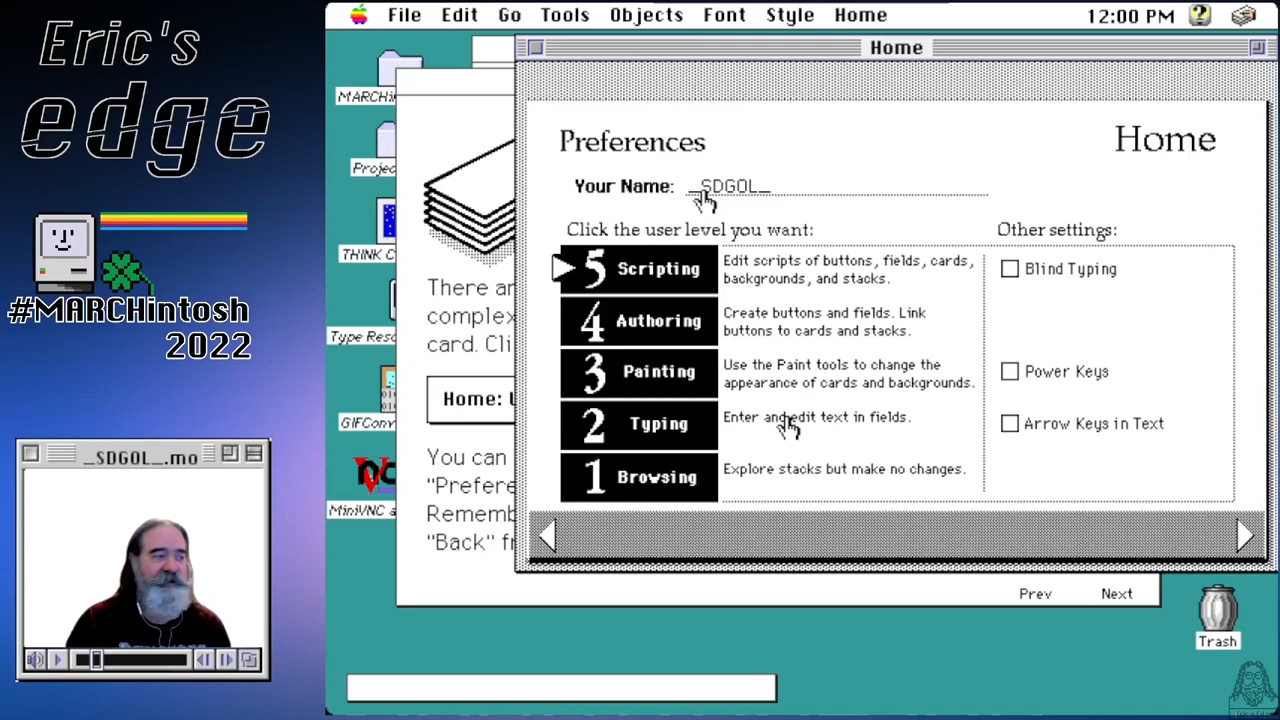 Eric's
edge
#MARCHintosh
2022
_SDGOL_.mo
File Edit Go Tools Objects Font Style Home
12:00 PM
Home
Preferences
Home
Your Name: _SDGOL_
Click the user level you want:
5 Scripting
Edit scripts of buttons, fields, cards,
backgrounds, and stacks.
4 Authoring
Create buttons and fields. Link
buttons to cards and stacks.
3 Painting
Use the Paint tools to change the
appearance of cards and backgrounds.
2 Typing
Enter and edit text in fields.
1 Browsing
Explore stacks but make no changes.
Other settings:
Blind Typing
Power Keys
Arrow Keys in Text
MARCHin
Projec
THINK C
Type Reso
GIFConv
MiniVNC a
There ar
complex
card. Cli
Home:
You can
"Prefere
Rememb
"Back" fr
Prev Next
Trash